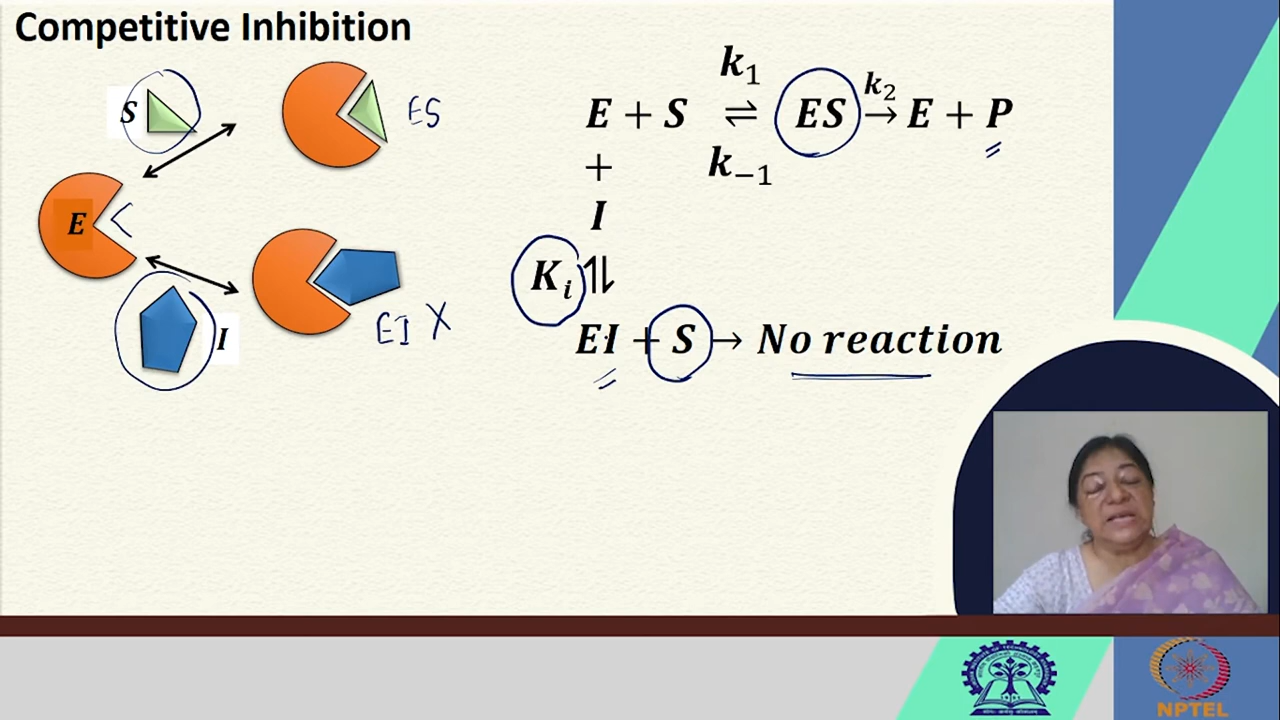 Competitive Inhibition
S
ES
E <
I
EI X
k₁
E + S ⇌ ES → E + P
k₂
k₋₁
+
I
Kᵢ ⥮
EI + S → No reaction
NPTEL